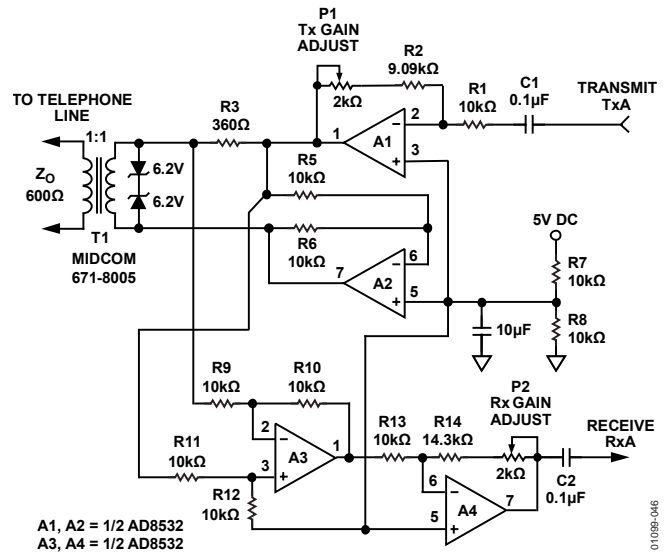 P1
Tx GAIN
ADJUST
R2
9.09kΩ
2kΩ
R1
10kΩ
C1
0.1µF
TRANSMIT
TxA
TO TELEPHONE
LINE
1:1
R3
360Ω
1
A1
2
3
ZO
600Ω
6.2V
6.2V
T1
MIDCOM
671-8005
R5
10kΩ
R6
10kΩ
7
A2
6
5
5V DC
R7
10kΩ
R8
10kΩ
10µF
R9
10kΩ
R10
10kΩ
R11
10kΩ
R12
10kΩ
2
3
A3
1
R13
10kΩ
R14
14.3kΩ
P2
Rx GAIN
ADJUST
2kΩ
RECEIVE
RxA
C2
0.1µF
6
5
A4
7
A1, A2 = 1/2 AD8532
A3, A4 = 1/2 AD8532
01099-046